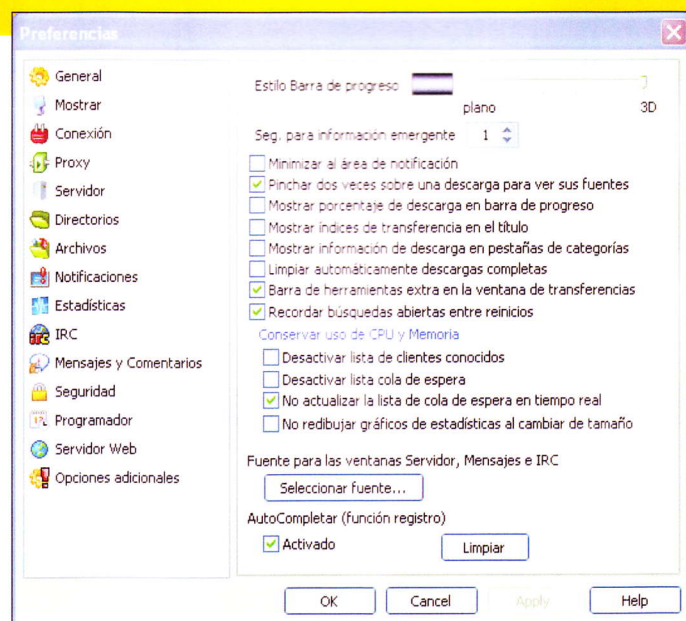 Preferencias
General
Mostrar
Conexión
Proxy
Servidor
Directorios
Archivos
Notificaciones
Estadísticas
IRC
Mensajes y Comentarios
Seguridad
Programador
Servidor Web
Opciones adicionales
Estilo Barra de progreso
plano 3D
Seg. para información emergente 1
Minimizar al área de notificación
Pinchar dos veces sobre una descarga para ver sus fuentes
Mostrar porcentaje de descarga en barra de progreso
Mostrar índices de transferencia en el título
Mostrar información de descarga en pestañas de categorías
Limpiar automáticamente descargas completas
Barra de herramientas extra en la ventana de transferencias
Recordar búsquedas abiertas entre reinicios
Conservar uso de CPU y Memoria
Desactivar lista de clientes conocidos
Desactivar lista cola de espera
No actualizar la lista de cola de espera en tiempo real
No redibujar gráficos de estadísticas al cambiar de tamaño
Fuente para las ventanas Servidor, Mensajes e IRC
Seleccionar fuente...
AutoCompletar (función registro)
Activado Limpiar
OK Cancel Apply Help